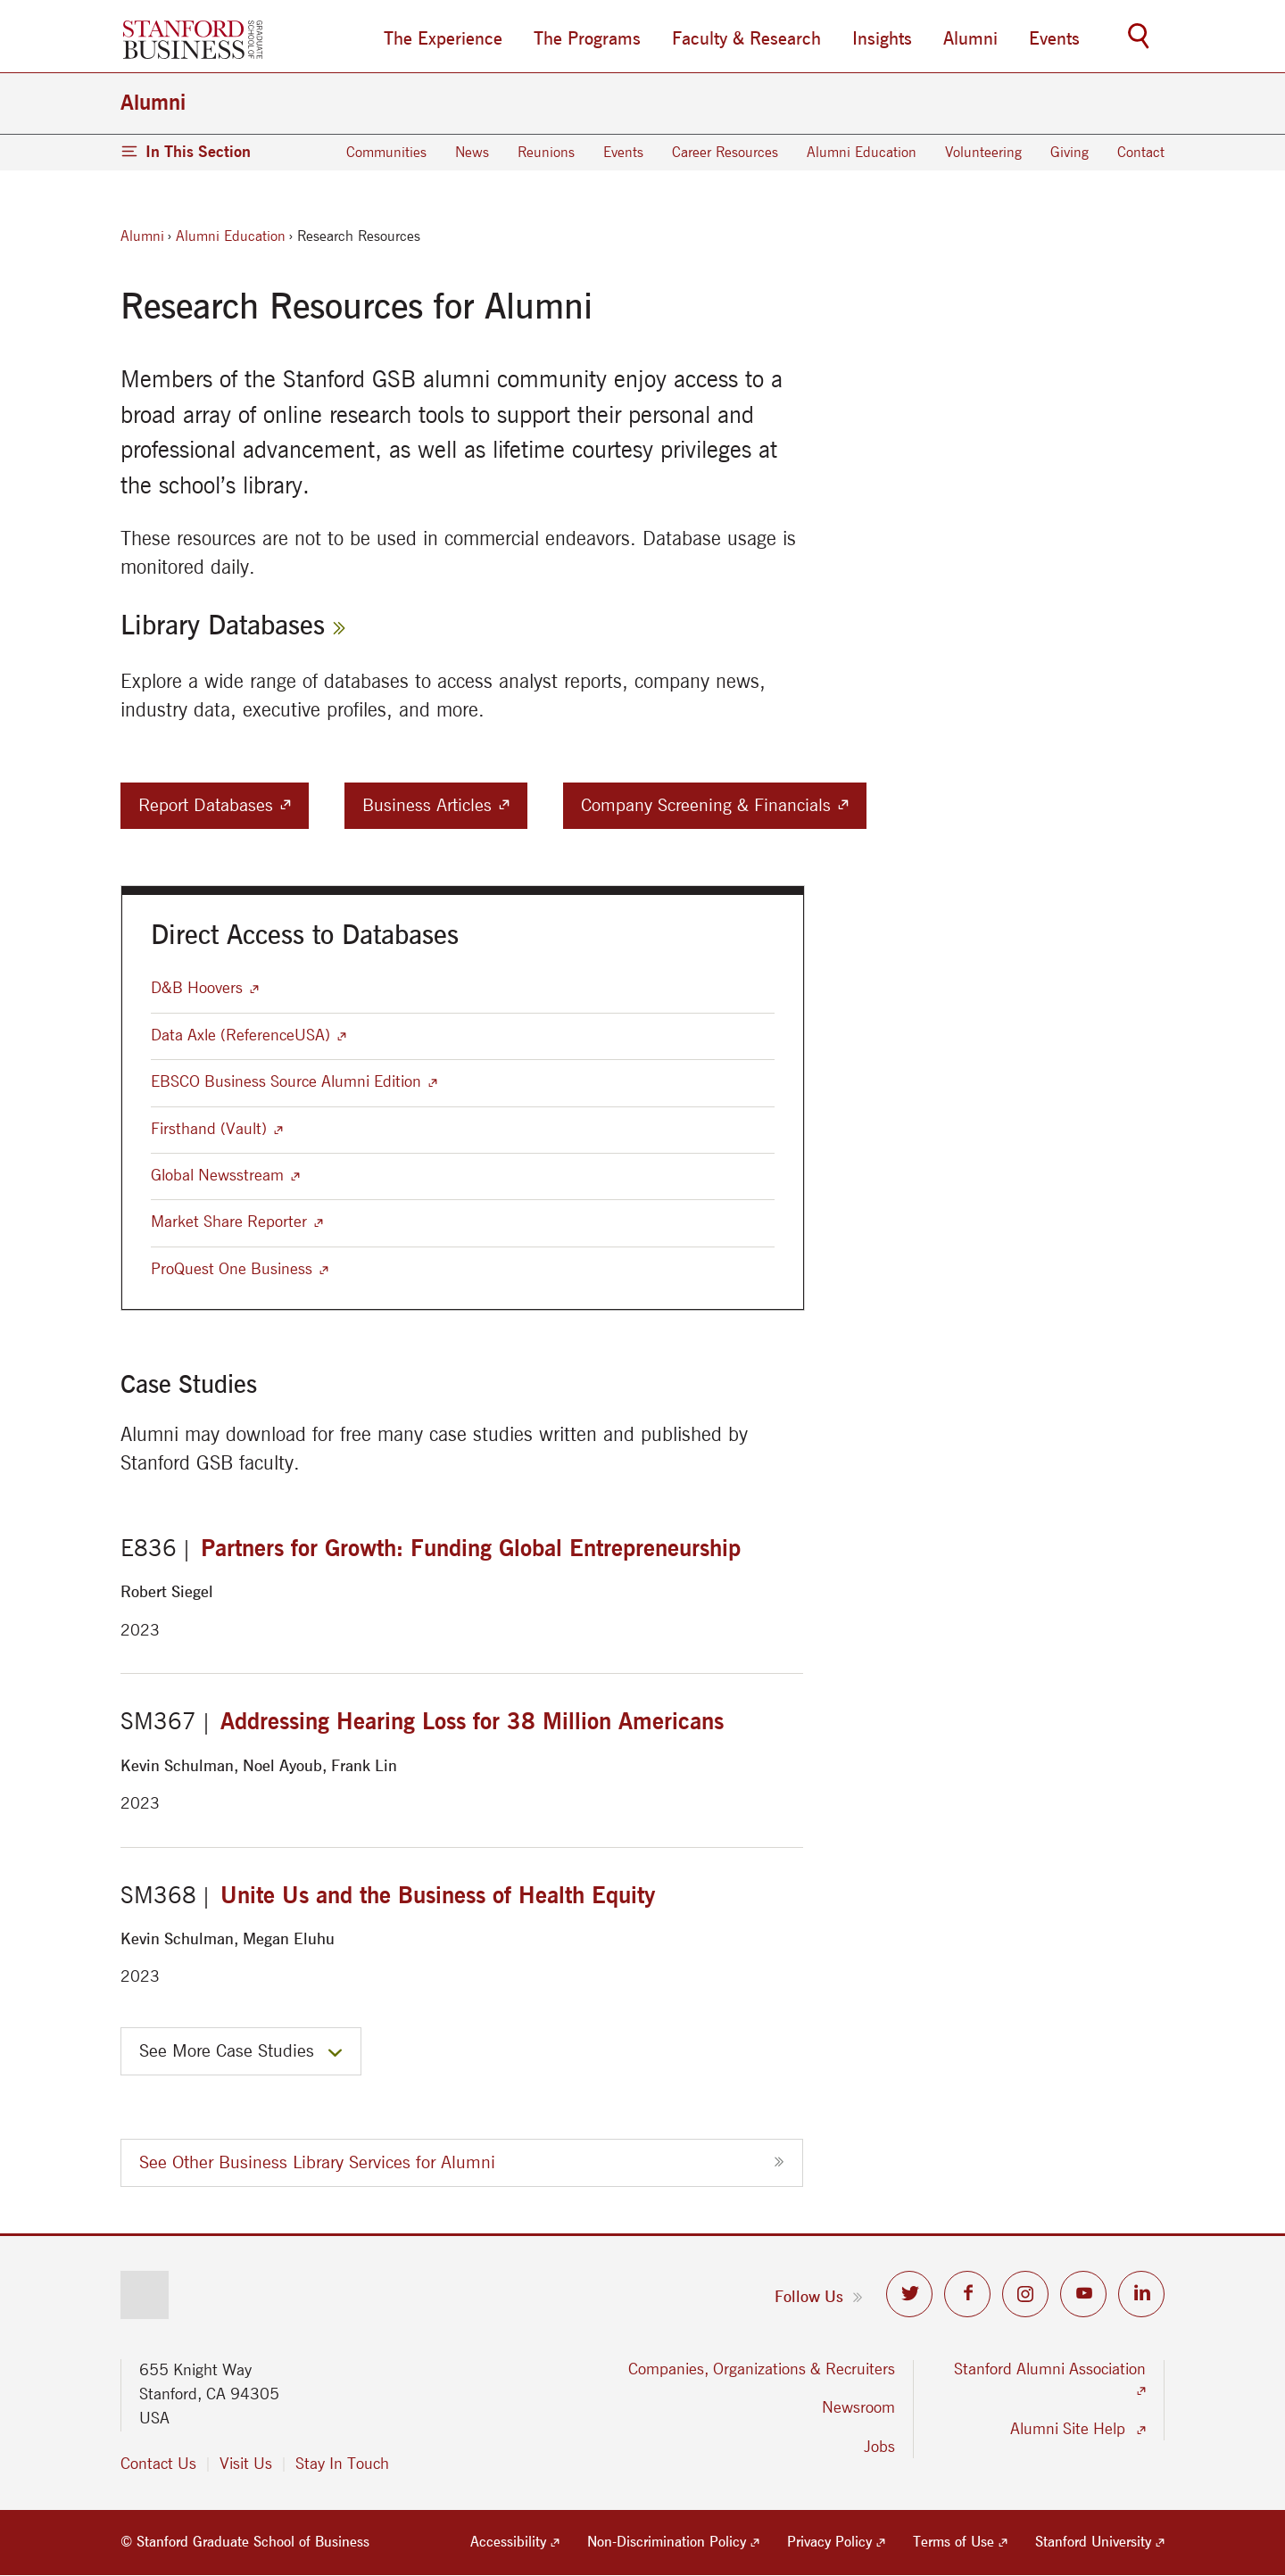 STANFORD
BUSINESS
GRADUATE
SCHOOL OF
The Experience
The Programs
Faculty & Research
Insights
Alumni
Events
Alumni
In This Section
Communities
News
Reunions
Events
Career Resources
Alumni Education
Volunteering
Giving
Contact
Alumni › Alumni Education › Research Resources
Research Resources for Alumni
Members of the Stanford GSB alumni community enjoy access to a
broad array of online research tools to support their personal and
professional advancement, as well as lifetime courtesy privileges at
the school’s library.
These resources are not to be used in commercial endeavors. Database usage is
monitored daily.
Library Databases
Explore a wide range of databases to access analyst reports, company news,
industry data, executive profiles, and more.
Report Databases
Business Articles
Company Screening & Financials
Direct Access to Databases
D&B Hoovers
Data Axle (ReferenceUSA)
EBSCO Business Source Alumni Edition
Firsthand (Vault)
Global Newsstream
Market Share Reporter
ProQuest One Business
Case Studies
Alumni may download for free many case studies written and published by
Stanford GSB faculty.
E836 | Partners for Growth: Funding Global Entrepreneurship
Robert Siegel
2023
SM367 | Addressing Hearing Loss for 38 Million Americans
Kevin Schulman, Noel Ayoub, Frank Lin
2023
SM368 | Unite Us and the Business of Health Equity
Kevin Schulman, Megan Eluhu
2023
See More Case Studies
See Other Business Library Services for Alumni
Follow Us
655 Knight Way
Stanford, CA 94305
USA
Contact Us | Visit Us | Stay In Touch
Companies, Organizations & Recruiters
Newsroom
Jobs
Stanford Alumni Association
Alumni Site Help
© Stanford Graduate School of Business
Accessibility
Non-Discrimination Policy
Privacy Policy
Terms of Use
Stanford University